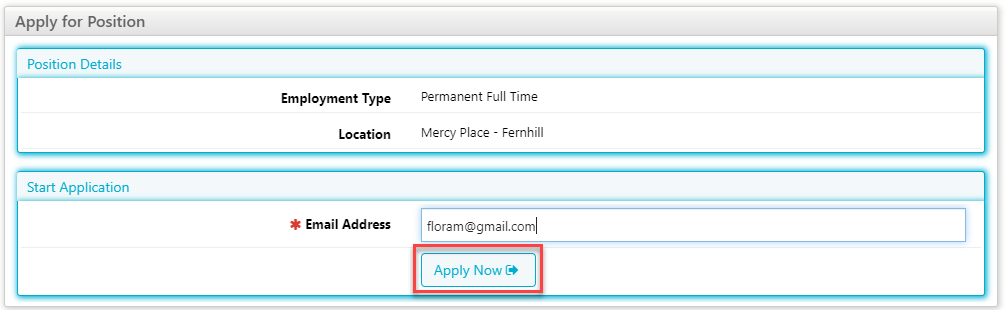 Apply for Position
Position Details
Employment Type Permanent Full Time
Location Mercy Place - Fernhill
Start Application
✱ Email Address floram@gmail.com
Apply Now